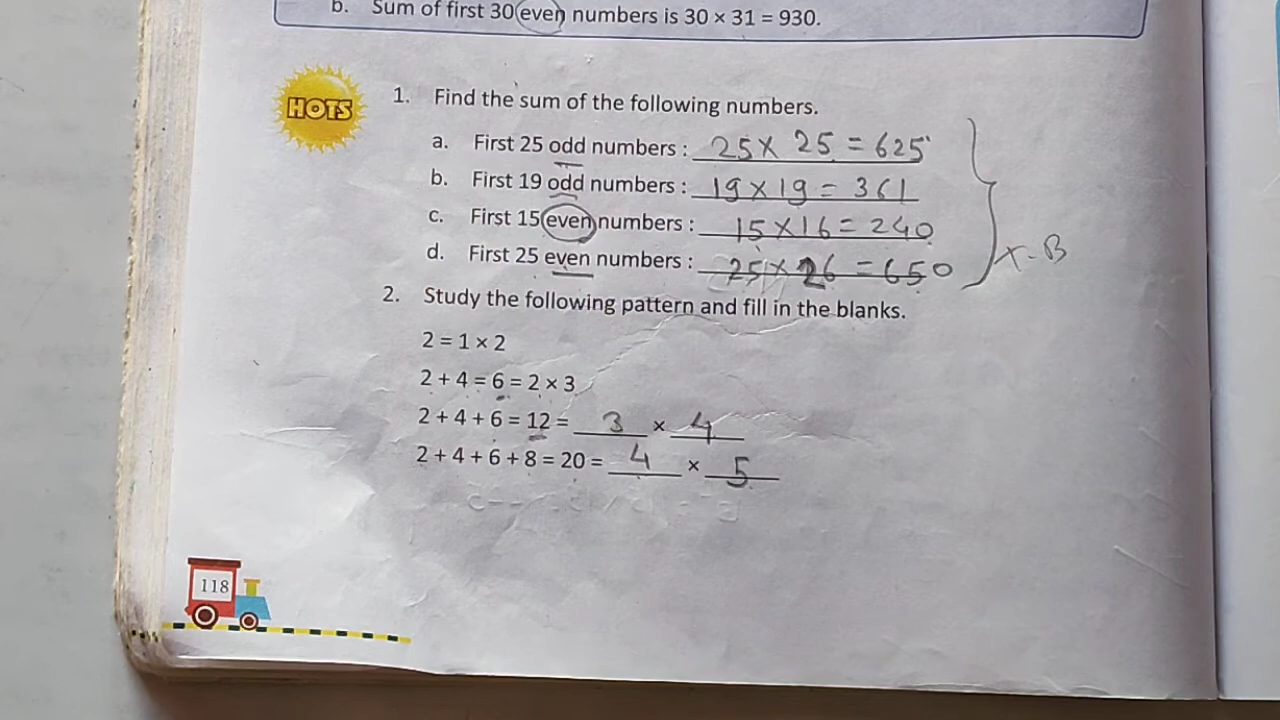 b. Sum of first 30 even numbers is 30 × 31 = 930.
HOTS
1. Find the sum of the following numbers.
a. First 25 odd numbers : 25 × 25 = 625
b. First 19 odd numbers : 19 × 19 = 361
c. First 15 even numbers : 15 × 16 = 240
d. First 25 even numbers : 25 × 26 = 650
X-B
2. Study the following pattern and fill in the blanks.
2 = 1 × 2
2 + 4 = 6 = 2 × 3
2 + 4 + 6 = 12 = 3 × 4
2 + 4 + 6 + 8 = 20 = 4 × 5
118